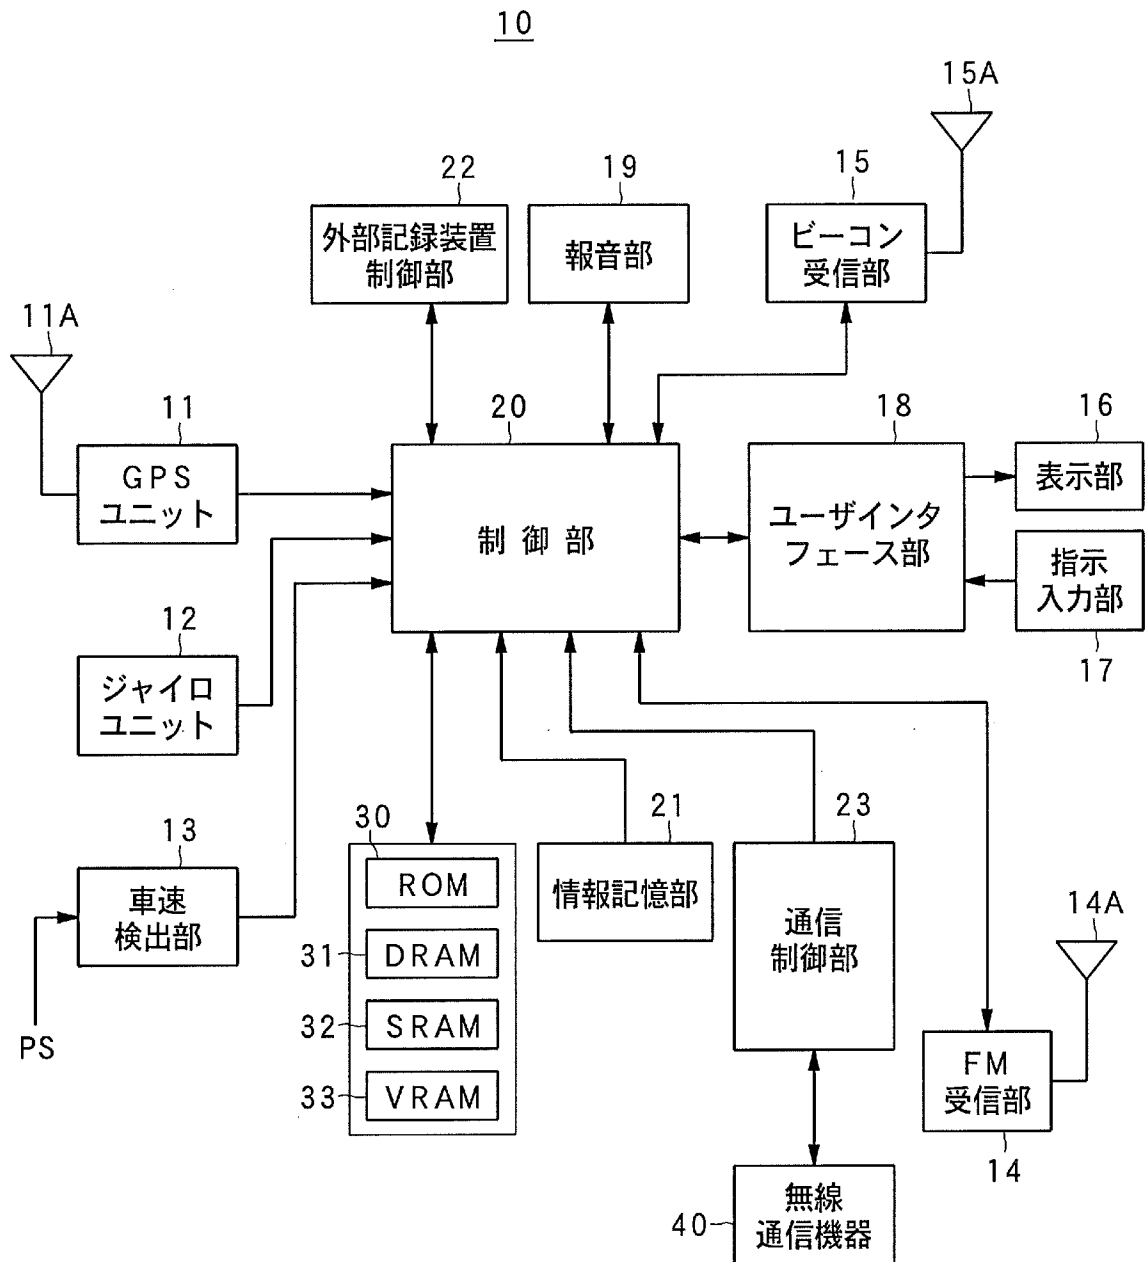 10
15A
22
19
15
外部記録装置
制御部
報音部
ビーコン
受信部
11A
11
20
18
16
GPS
ユニット
制御部
ユーザインタ
フェース部
表示部
指示
入力部
17
12
ジャイロ
ユニット
13
車速
検出部
PS
30
ROM
31
DRAM
32
SRAM
33
VRAM
21
情報記憶部
23
通信
制御部
14A
FM
受信部
14
40
無線
通信機器